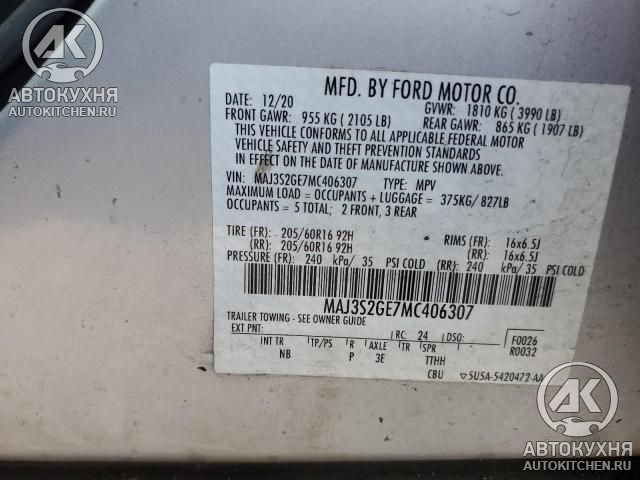 MFD. BY FORD MOTOR CO.
DATE: 12/20 GVWR: 1810 KG ( 3990 LB)
FRONT GAWR: 955 KG ( 2105 LB) REAR GAWR: 865 KG ( 1907 LB)
THIS VEHICLE CONFORMS TO ALL APPLICABLE FEDERAL MOTOR
VEHICLE SAFETY AND THEFT PREVENTION STANDARDS
IN EFFECT ON THE DATE OF MANUFACTURE SHOWN ABOVE.
VIN: MAJ3S2GE7MC406307 TYPE: MPV
MAXIMUM LOAD = OCCUPANTS + LUGGAGE = 375KG/ 827LB
OCCUPANTS = 5 TOTAL; 2 FRONT, 3 REAR
TIRE (FR): 205/60R16 92H RIMS (FR): 16x6.5J
(RR): 205/60R16 92H (RR): 16x6.5J
PRESSURE (FR): 240 kPa/ 35 PSI COLD (RR): 240 kPa/ 35 PSI COLD
MAJ3S2GE7MC406307
TRAILER TOWING - SEE OWNER GUIDE
EXT PNT: RC: 24 DSO: F0026
R0032
INT TR TP/PS R AXLE TR SPR
NB P 3E TTHH
CBU ▽5U5A-5420472-AA
АК
АВТОКУХНЯ
AUTOKITCHEN.RU
АК
АВТОКУХНЯ
AUTOKITCHEN.RU